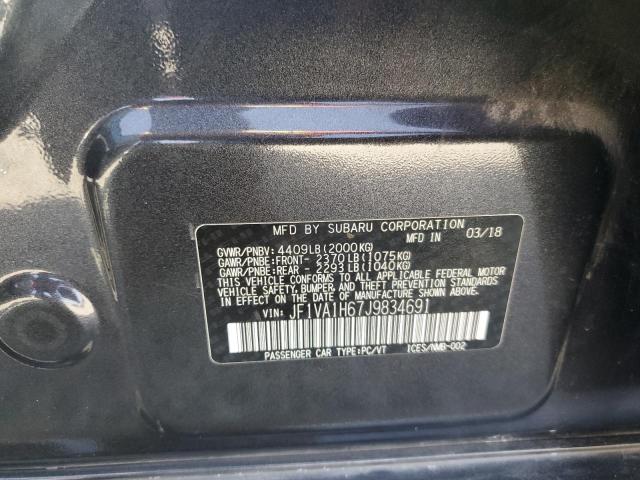 MFD BY SUBARU CORPORATION
MFD IN 03/18
GVWR/PNBV: 4409LB(2000KG)
GAWR/PNBE:FRONT- 2370LB(1075KG)
GAWR/PNBE:REAR - 2293LB(1040KG)
THIS VEHICLE CONFORMS TO ALL APPLICABLE FEDERAL MOTOR
VEHICLE SAFETY, BUMPER, AND THEFT PREVENTION STANDARDS
IN EFFECT ON THE DATE OF MANUFACTURE SHOWN ABOVE.
VIN: JF1VA1H67J9834691
PASSENGER CAR TYPE:PC/VT ICES/NMB-002